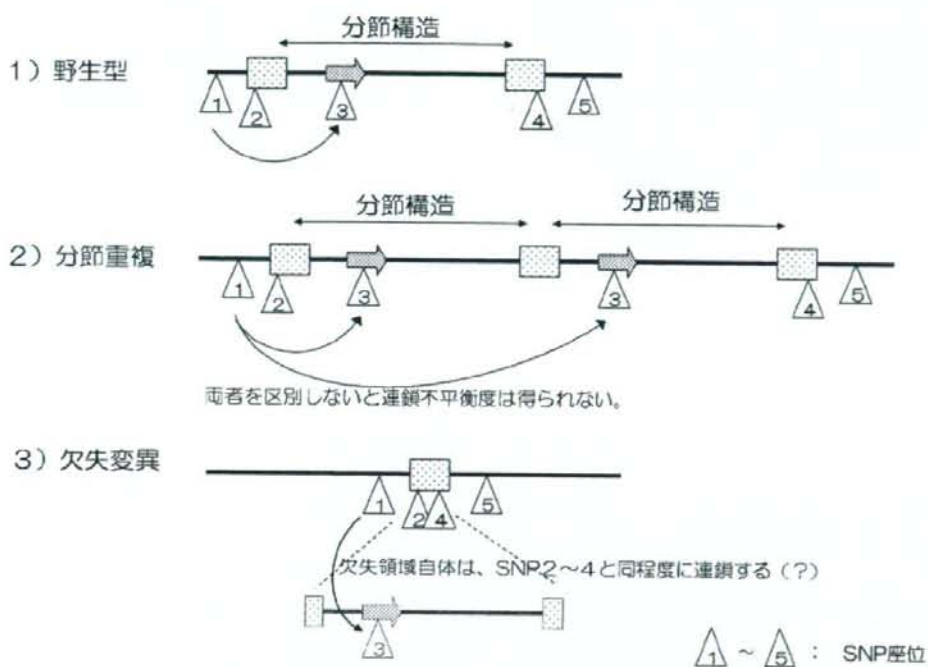 分節構造
1）野生型
1 2 3 4 5
分節構造 分節構造
2）分節重複
1 2 3 3 4 5
両者を区別しないと連鎖不平衡度は得られない。
3）欠失変異
1 2 4 5
欠失領域自体は、SNP2～4と同程度に連鎖する（？）
3
1 ～ 5 ： SNP座位